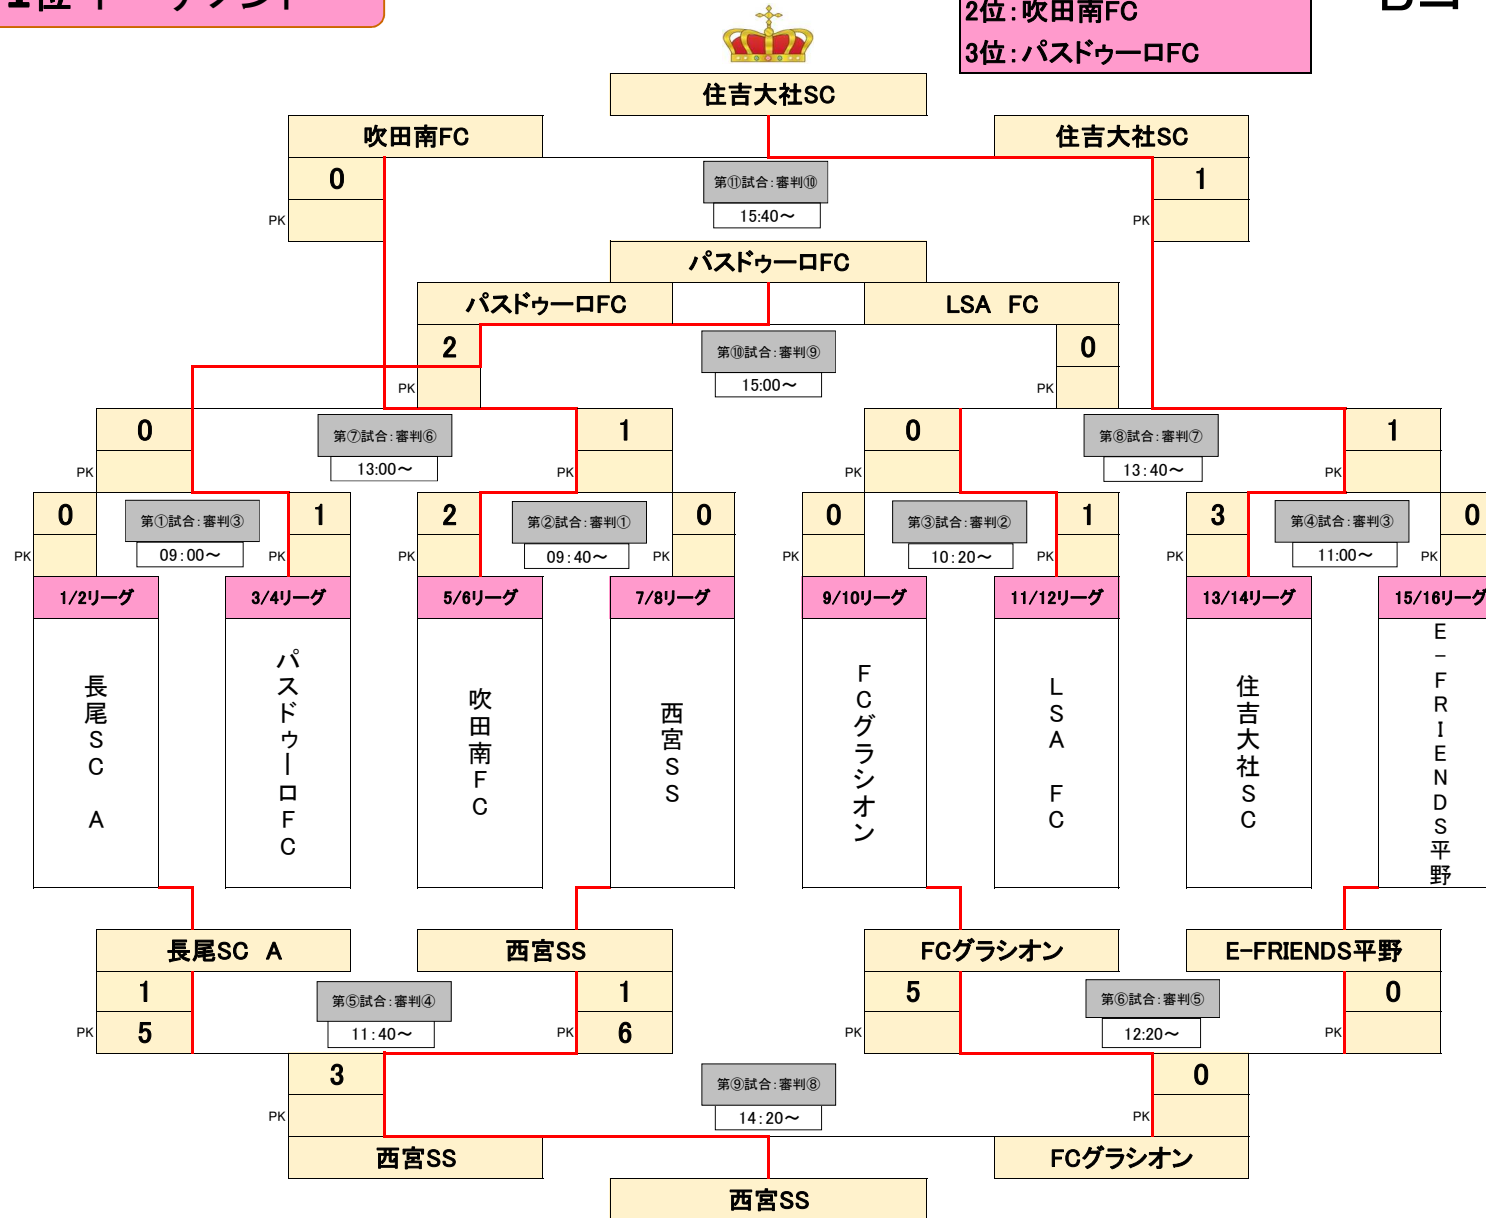 2位：吹田南FC
3位：パスドゥーロFC
住吉大社SC
吹田南FC
住吉大社SC
0
第⑪試合：審判⑩
1
PK
15:40～
PK
パスドゥーロFC
パスドゥーロFC
LSA　FC
2
第⑩試合：審判⑨
0
PK
15:00～
PK
0
第⑦試合：審判⑥
1
0
第⑧試合：審判⑦
1
PK
13:00～
PK
PK
13：40～
PK
0
第①試合：審判③
1
2
第②試合：審判①
0
0
第③試合：審判②
1
3
第④試合：審判③
0
PK
09：00～
PK
PK
09：40～
PK
PK
10：20～
PK
PK
11:00～
PK
1/2リーグ
3/4リーグ
5/6リーグ
7/8リーグ
9/10リーグ
11/12リーグ
13/14リーグ
15/16リーグ
長尾SC　A
パスドゥーロFC
吹田南FC
西宮SS
FCグラシオン
LSA　FC
住吉大社SC
E-FRIENDS平野
長尾SC　A
西宮SS
FCグラシオン
E-FRIENDS平野
1
第⑤試合：審判④
1
5
第⑥試合：審判⑤
0
PK
5
11：40～
PK
6
PK
12:20～
PK
3
第⑨試合：審判⑧
0
PK
14：20～
PK
西宮SS
FCグラシオン
西宮SS